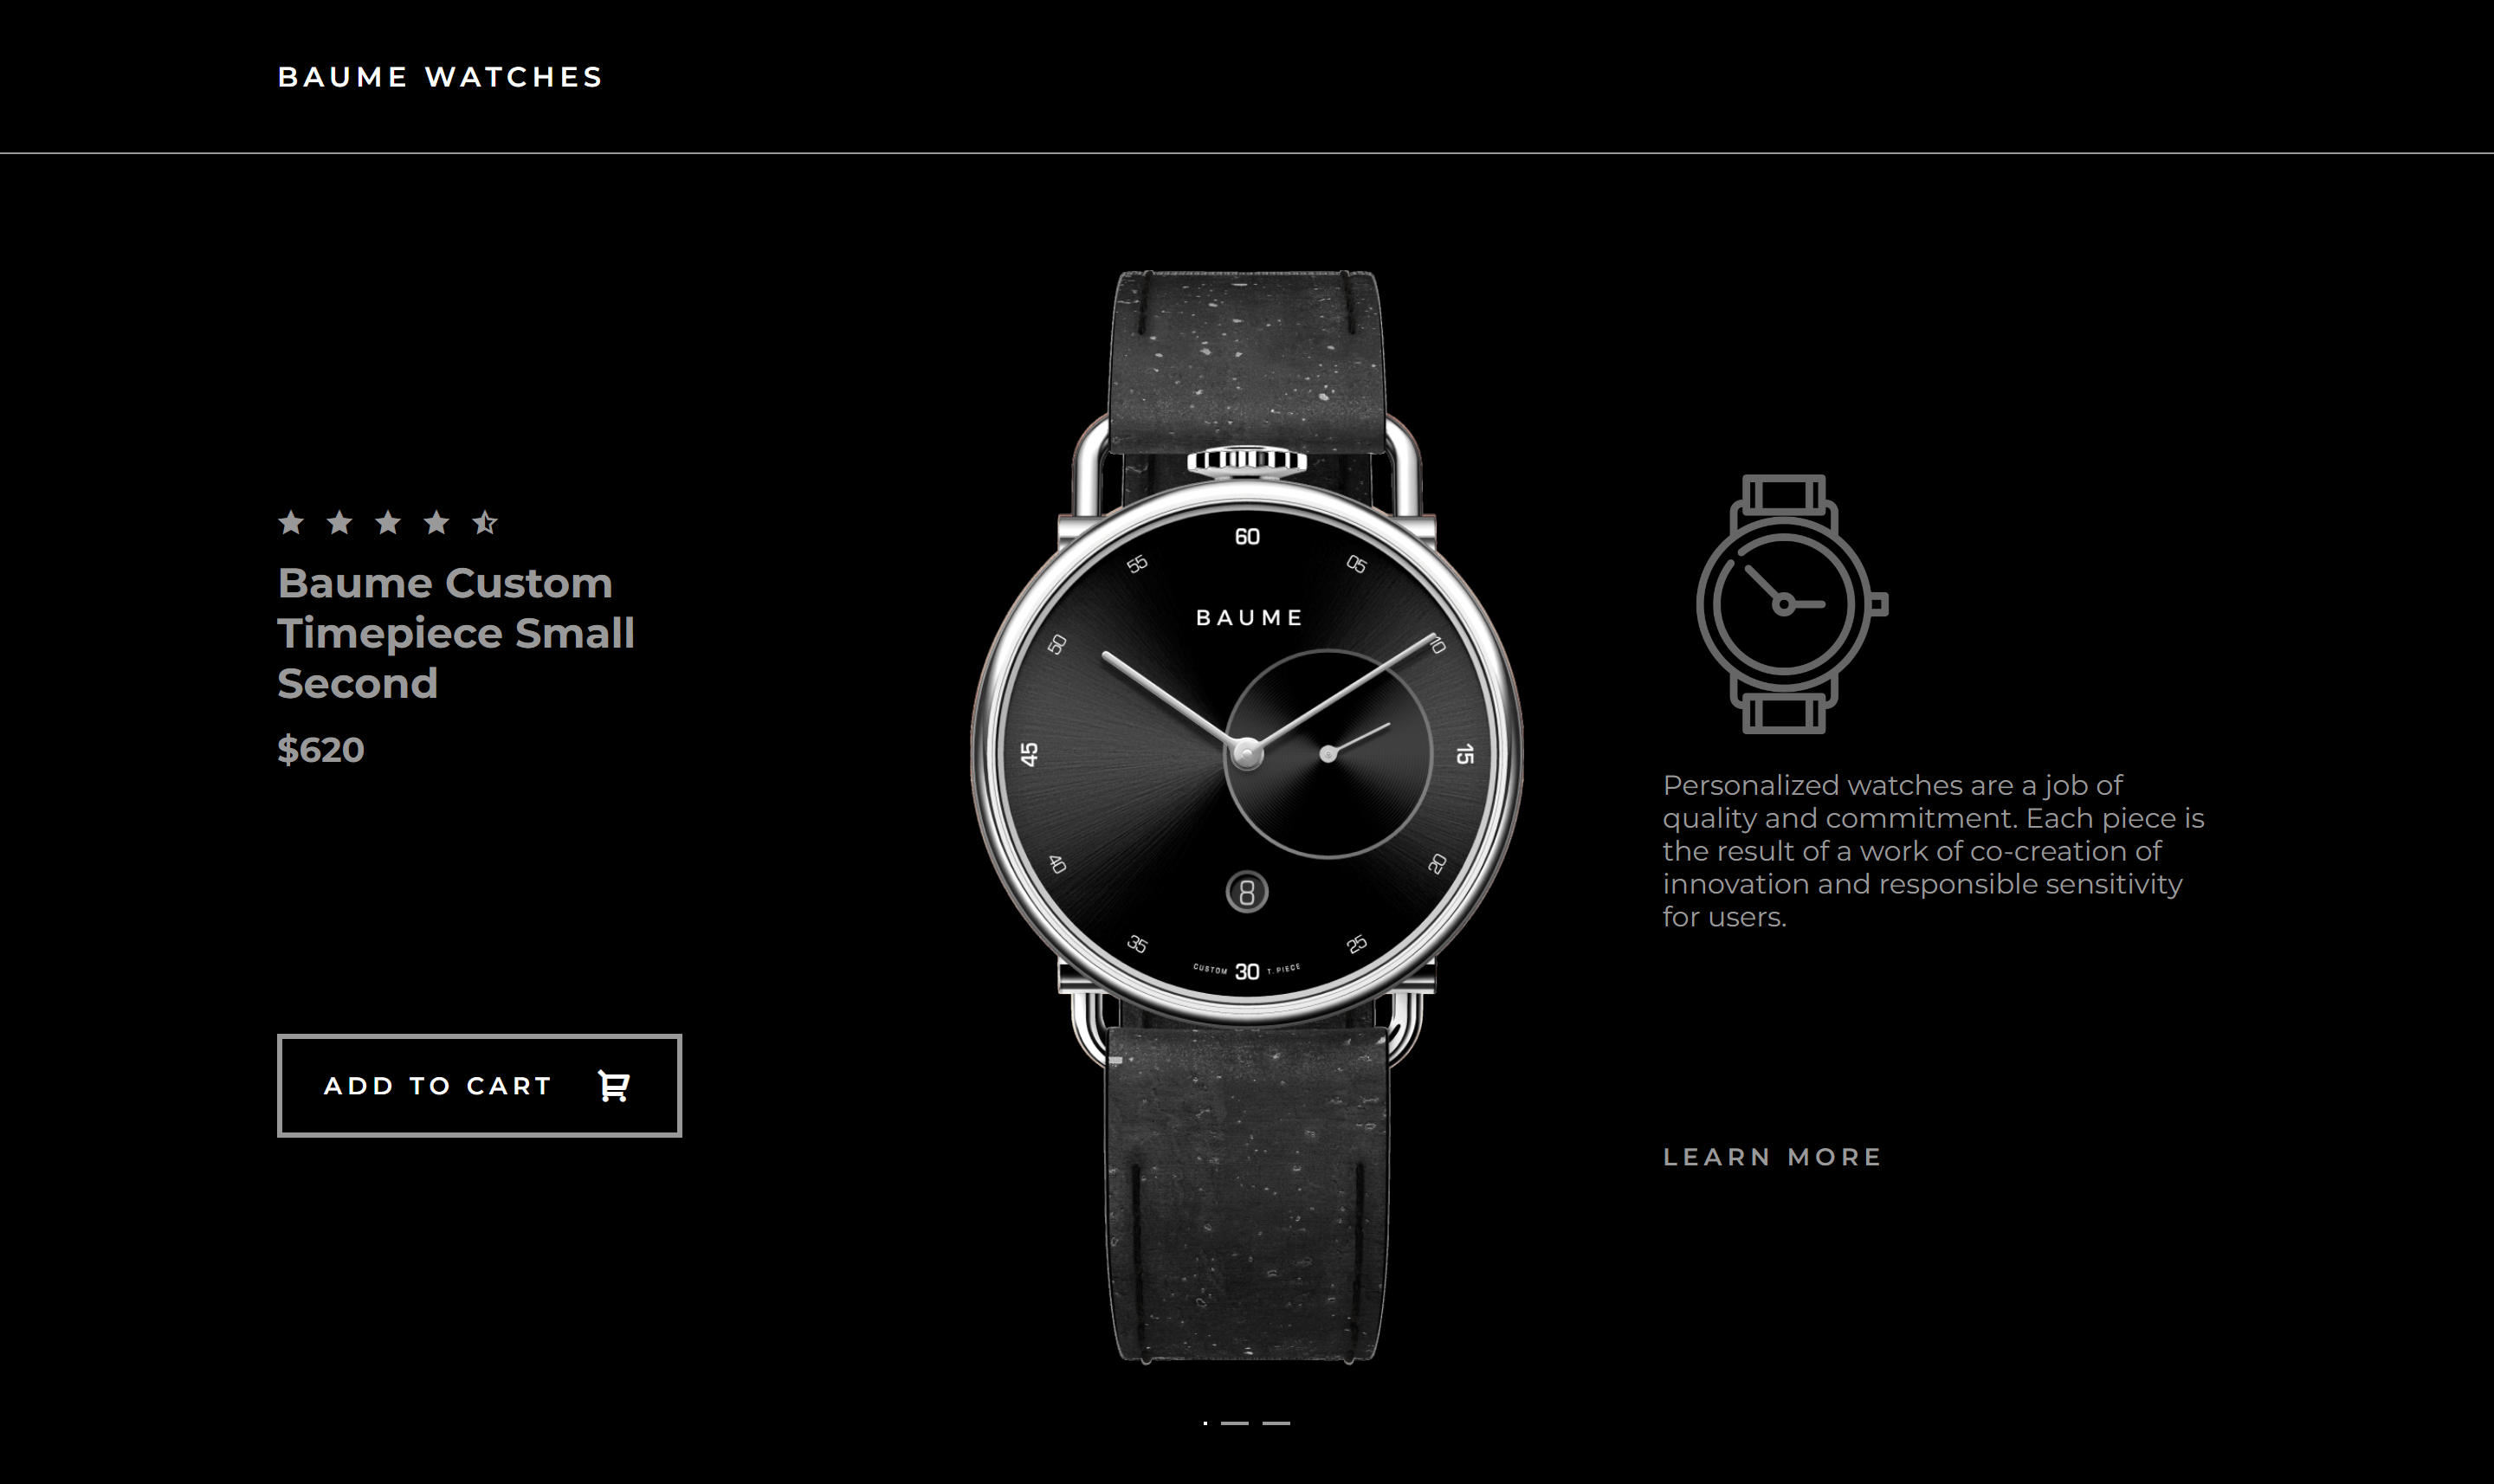 BAUME WATCHES
Baume Custom
Timepiece Small
Second
$620
ADD TO CART
60
05
10
15
20
25
30
35
40
45
50
55
BAUME
8
CUSTOM
T. PIECE
Personalized watches are a job of
quality and commitment. Each piece is
the result of a work of co-creation of
innovation and responsible sensitivity
for users.
LEARN MORE